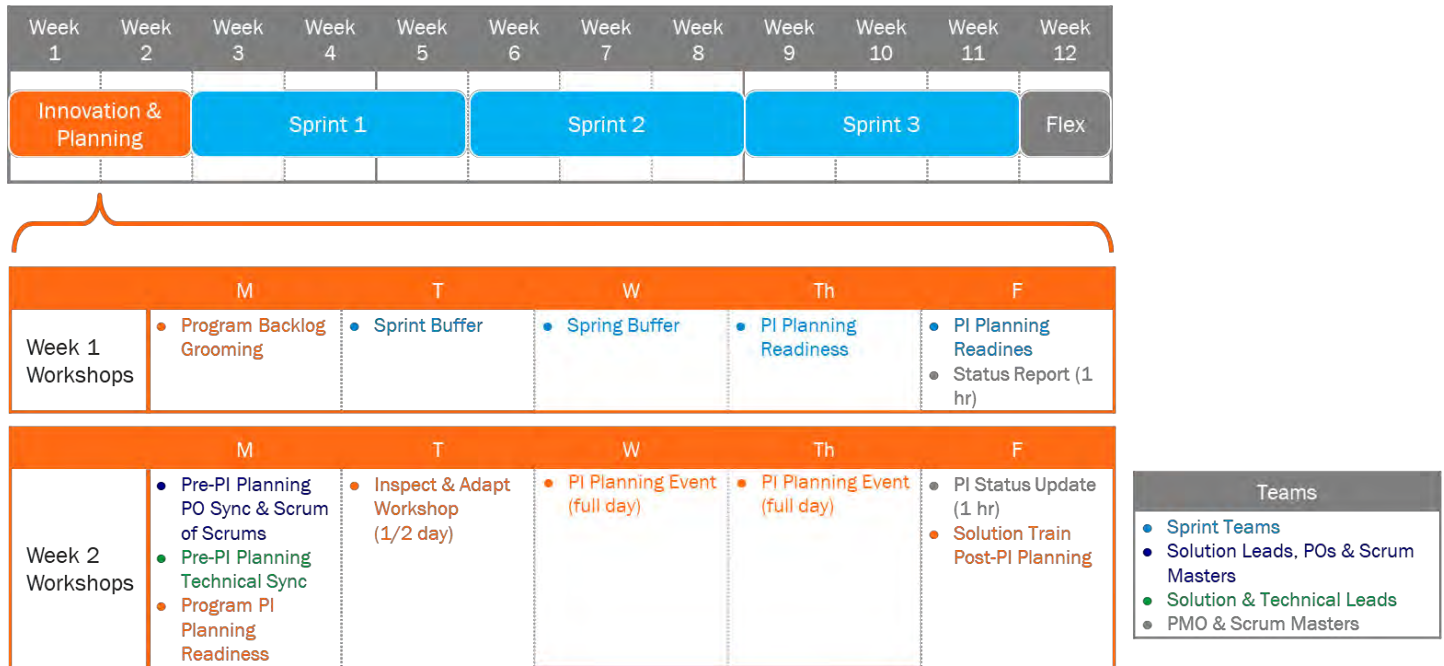 Week Week Week Week Week Week Week Week Week Week Week Week
1 2 3 4 5 6 7 8 9 10 11 12
Innovation &
Planning
Sprint 1
Sprint 2
Sprint 3
Flex
M T W Th F
Week 1
Workshops
• Program Backlog
Grooming
• Sprint Buffer
• Spring Buffer
• PI Planning
Readiness
• PI Planning
Readines
• Status Report (1
hr)
M T W Th F
Week 2
Workshops
• Pre-PI Planning
PO Sync & Scrum
of Scrums
• Pre-PI Planning
Technical Sync
• Program PI
Planning
Readiness
• Inspect & Adapt
Workshop
(1/2 day)
• PI Planning Event
(full day)
• PI Planning Event
(full day)
• PI Status Update
(1 hr)
• Solution Train
Post-PI Planning
Teams
• Sprint Teams
• Solution Leads, POs & Scrum
Masters
• Solution & Technical Leads
• PMO & Scrum Masters